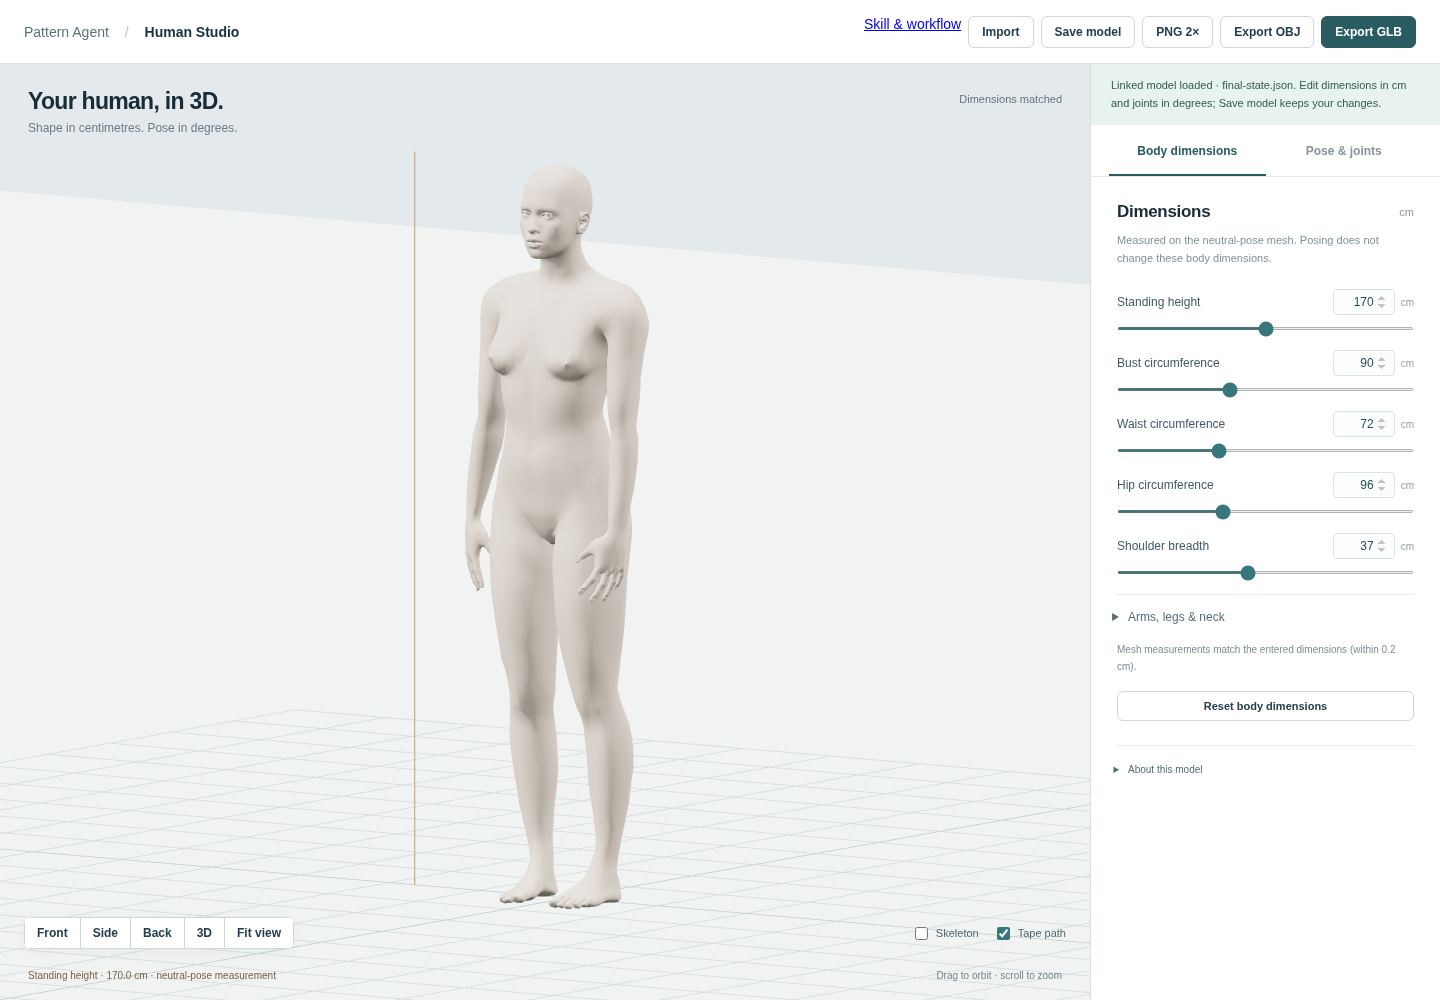 Pattern Agent / Human Studio
Skill & workflow
Import
Save model
PNG 2×
Export OBJ
Export GLB
Your human, in 3D.
Shape in centimetres. Pose in degrees.
Dimensions matched
Linked model loaded · final-state.json. Edit dimensions in cm
and joints in degrees; Save model keeps your changes.
Body dimensions
Pose & joints
Dimensions
cm
Measured on the neutral-pose mesh. Posing does not
change these body dimensions.
Standing height 170 cm
Bust circumference 90 cm
Waist circumference 72 cm
Hip circumference 96 cm
Shoulder breadth 37 cm
Arms, legs & neck
Mesh measurements match the entered dimensions (within 0.2
cm).
Reset body dimensions
About this model
Front
Side
Back
3D
Fit view
Skeleton
Tape path
Standing height · 170.0 cm · neutral-pose measurement
Drag to orbit · scroll to zoom